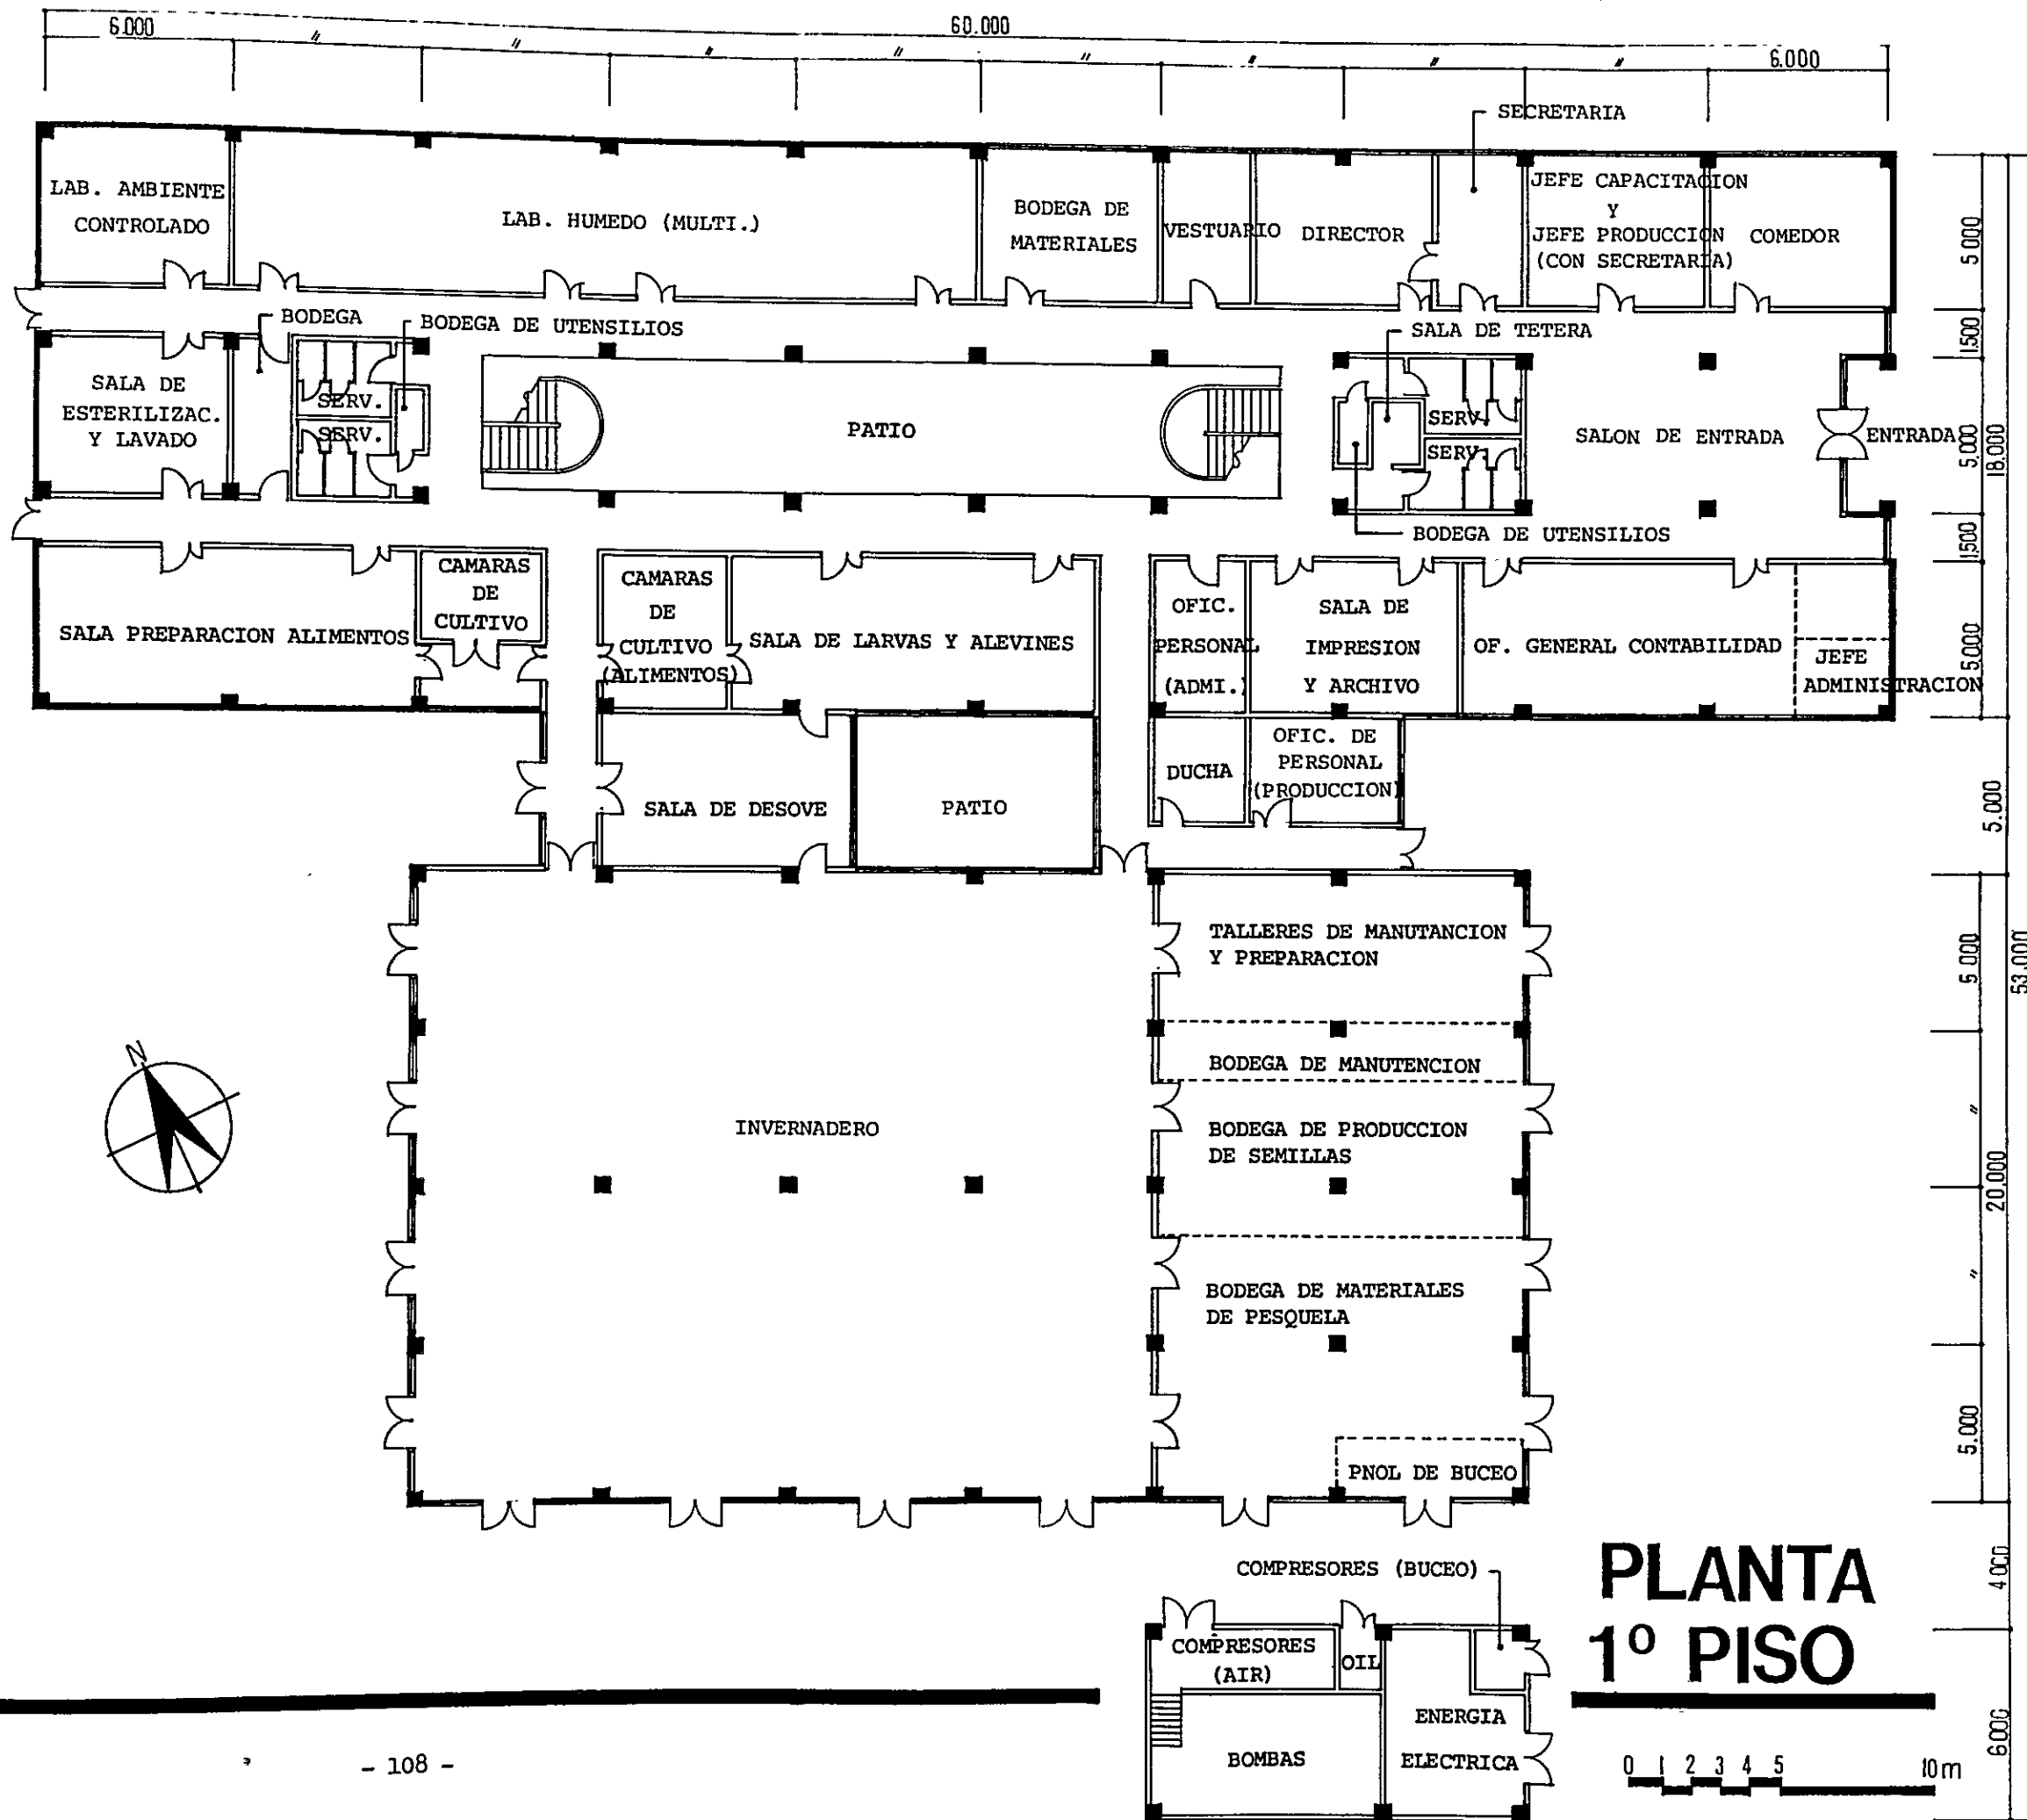 6.000
60.000
〃
〃
〃
〃
〃
〃
〃
〃
6.000
SECRETARIA
LAB. AMBIENTE
CONTROLADO
LAB. HUMEDO (MULTI.)
BODEGA DE
MATERIALES
VESTUARIO
DIRECTOR
JEFE CAPACITACION
Y
JEFE PRODUCCION
(CON SECRETARIA)
COMEDOR
5.000
BODEGA
BODEGA DE UTENSILIOS
SALA DE TETERA
1.500
SALA DE
ESTERILIZAC.
Y LAVADO
SERV.
SERV.
PATIO
SERV.
SERV.
SALON DE ENTRADA
ENTRADA
5.000
18.000
BODEGA DE UTENSILIOS
1.500
SALA PREPARACION ALIMENTOS
CAMARAS
DE
CULTIVO
CAMARAS
DE
CULTIVO
(ALIMENTOS)
SALA DE LARVAS Y ALEVINES
OFIC.
PERSONAL
(ADMI.)
SALA DE
IMPRESION
Y ARCHIVO
OF. GENERAL CONTABILIDAD
JEFE
ADMINISTRACION
5.000
SALA DE DESOVE
PATIO
DUCHA
OFIC. DE
PERSONAL
(PRODUCCION)
5.000
TALLERES DE MANUTANCION
Y PREPARACION
5.000
53.000
N
BODEGA DE MANUTENCION
INVERNADERO
BODEGA DE PRODUCCION
DE SEMILLAS
〃
20.000
BODEGA DE MATERIALES
DE PESQUELA
〃
5.000
PNOL DE BUCEO
COMPRESORES (BUCEO)
4.000
COMPRESORES
(AIR)
OIL
BOMBAS
ENERGIA
ELECTRICA
6.000
PLANTA
1º PISO
0 1 2 3 4 5 10m
- 108 -